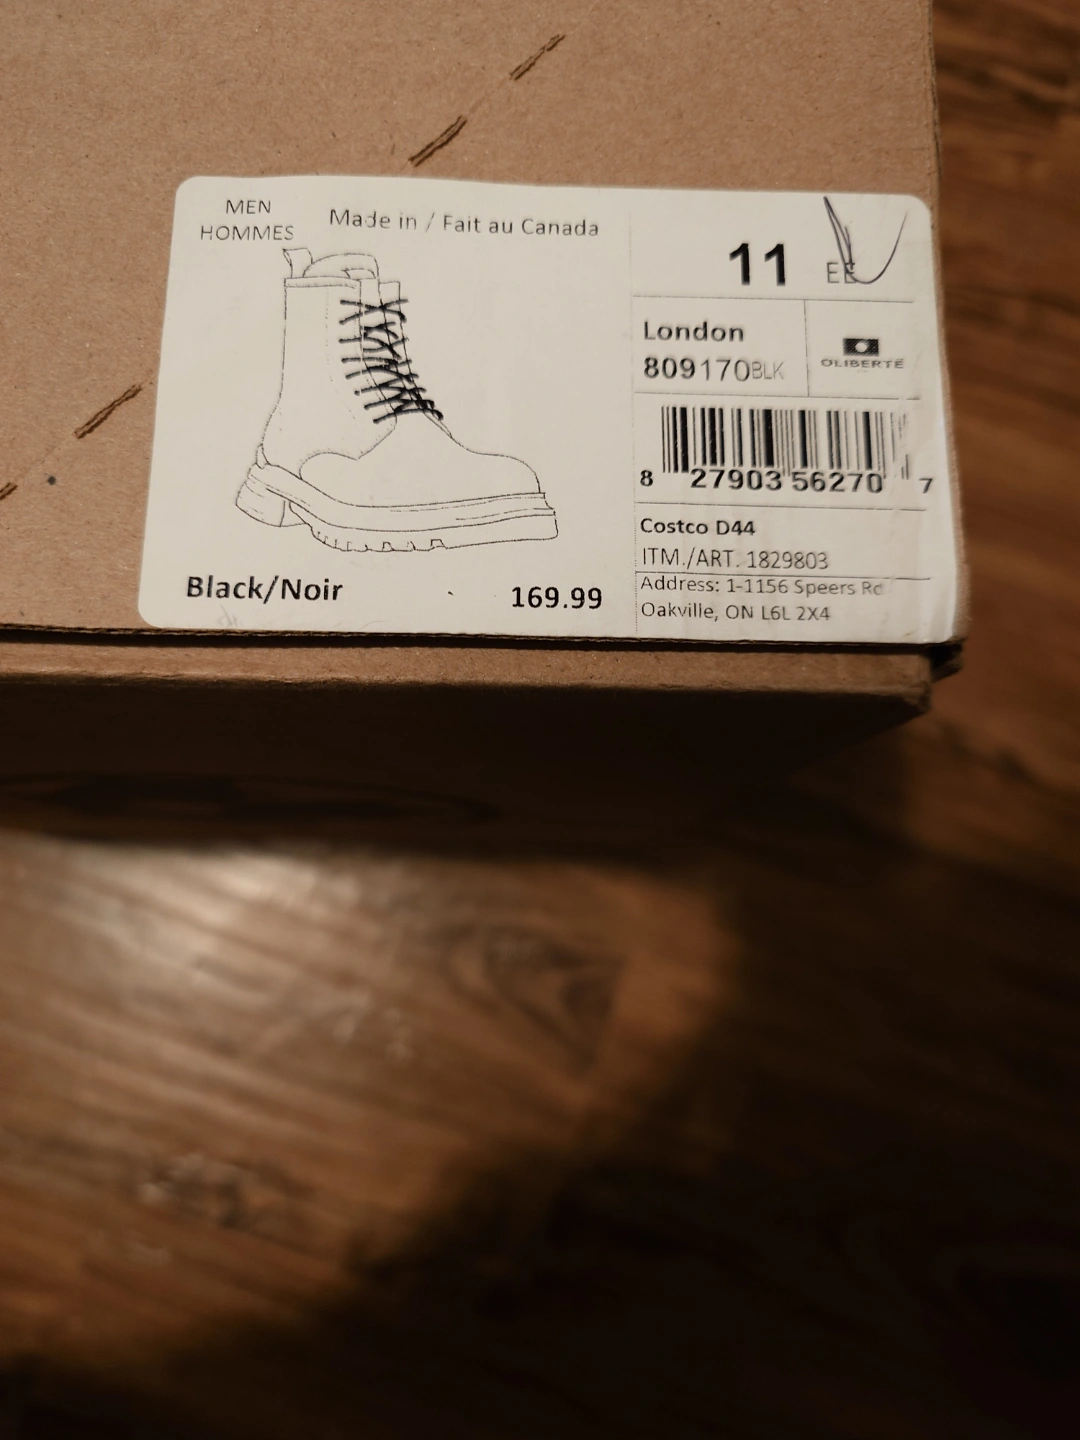 MEN
HOMMES
Made in / Fait au Canada
Black/Noir
169.99
11 EE
London
809170BLK
OLIBERTÉ
8 27903 56270 7
Costco D44
ITM./ART. 1829803
Address: 1-1156 Speers Rd
Oakville, ON L6L 2X4